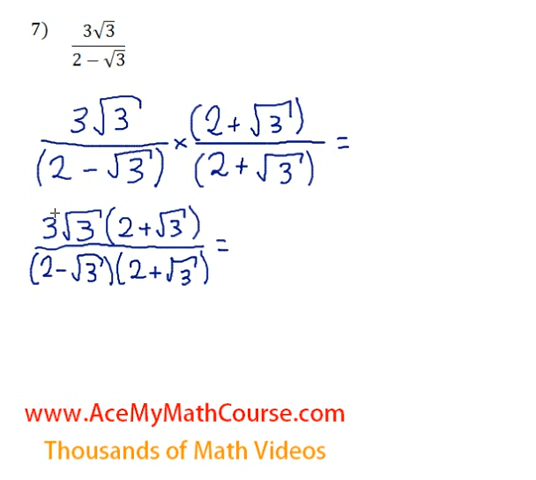 7) 3√3
2 − √3
3√3 / (2 − √3) × (2 + √3) / (2 + √3) =
3√3(2+√3) / (2−√3)(2+√3) =
www.AceMyMathCourse.com
Thousands of Math Videos